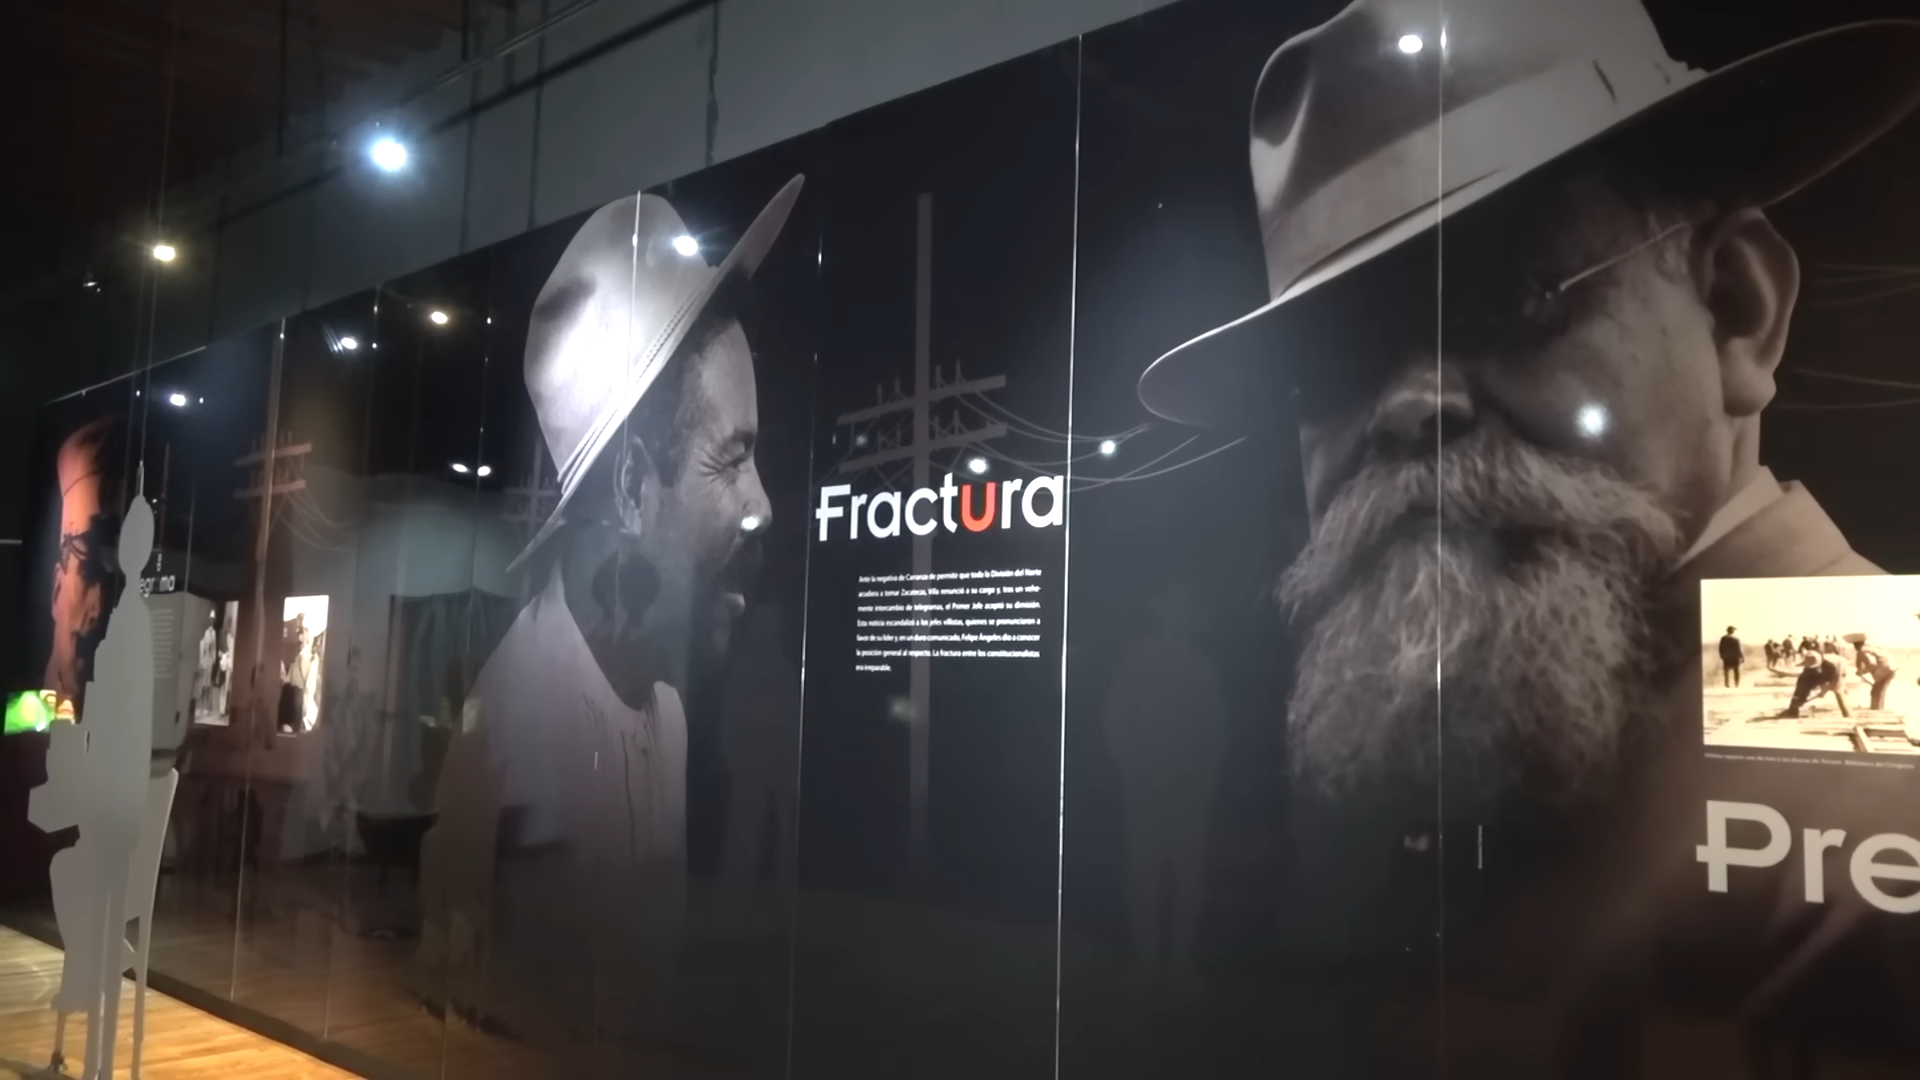 Fractura
Ante la negativa de Carranza de permitir que toda la División del Norte
acudiera a tomar Zacatecas, Villa renunció a su cargo y, tras un vehe-
mente intercambio de telegramas, el Primer Jefe aceptó su dimisión.
Esta noticia escandalizó a los jefes villistas, quienes se pronunciaron a
favor de su líder y, en un duro comunicado, Felipe Ángeles dio a conocer
la posición general al respecto. La fractura entre los constitucionalistas
era irreparable.
Pre